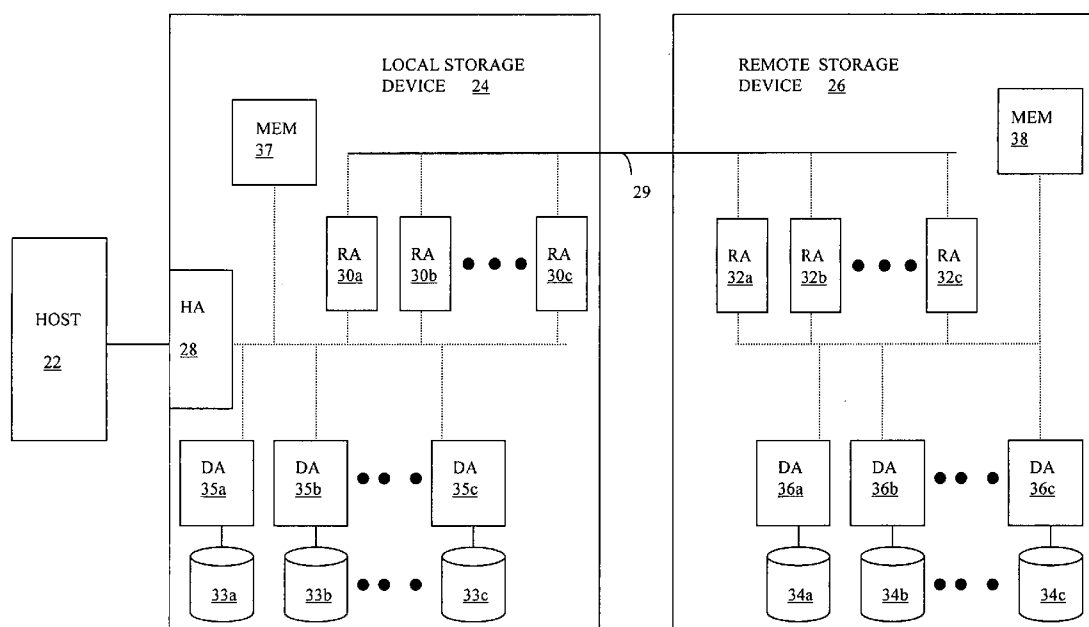 LOCAL STORAGE
DEVICE 24
REMOTE STORAGE
DEVICE 26
MEM
37
MEM
38
29
RA
30a
RA
30b
RA
30c
RA
32a
RA
32b
RA
32c
HOST
22
HA
28
DA
35a
DA
35b
DA
35c
DA
36a
DA
36b
DA
36c
33a
33b
33c
34a
34b
34c